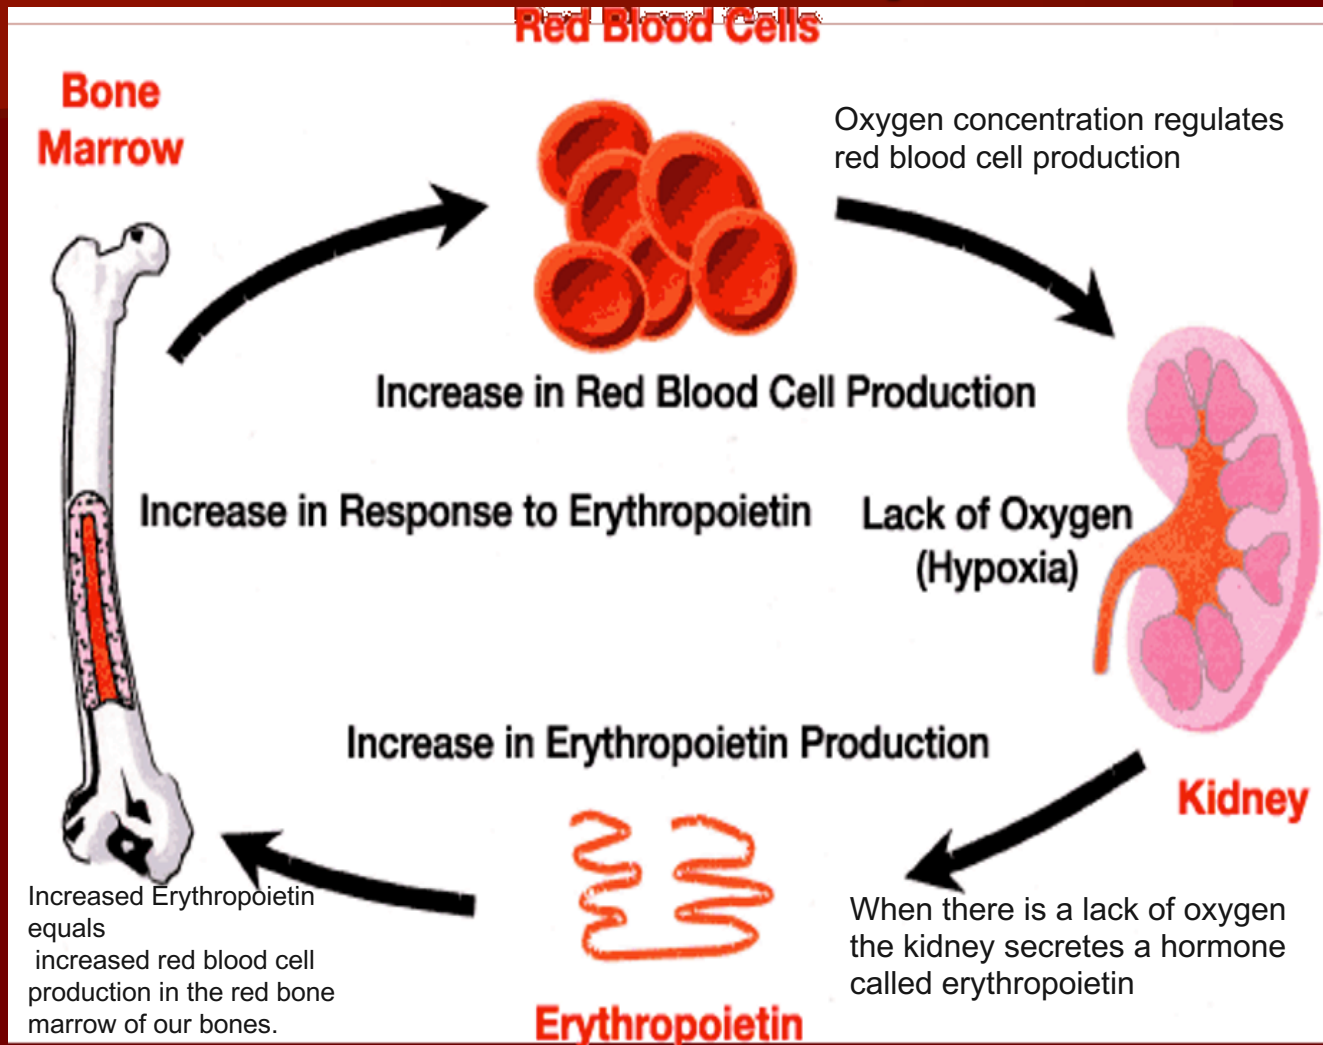 Red Blood Cells
Bone
Marrow
Oxygen concentration regulates
red blood cell production
Increase in Red Blood Cell Production
Increase in Response to Erythropoietin
Lack of Oxygen
(Hypoxia)
Increase in Erythropoietin Production
Kidney
Increased Erythropoietin
equals
increased red blood cell
production in the red bone
marrow of our bones.
When there is a lack of oxygen
the kidney secretes a hormone
called erythropoietin
Erythropoietin